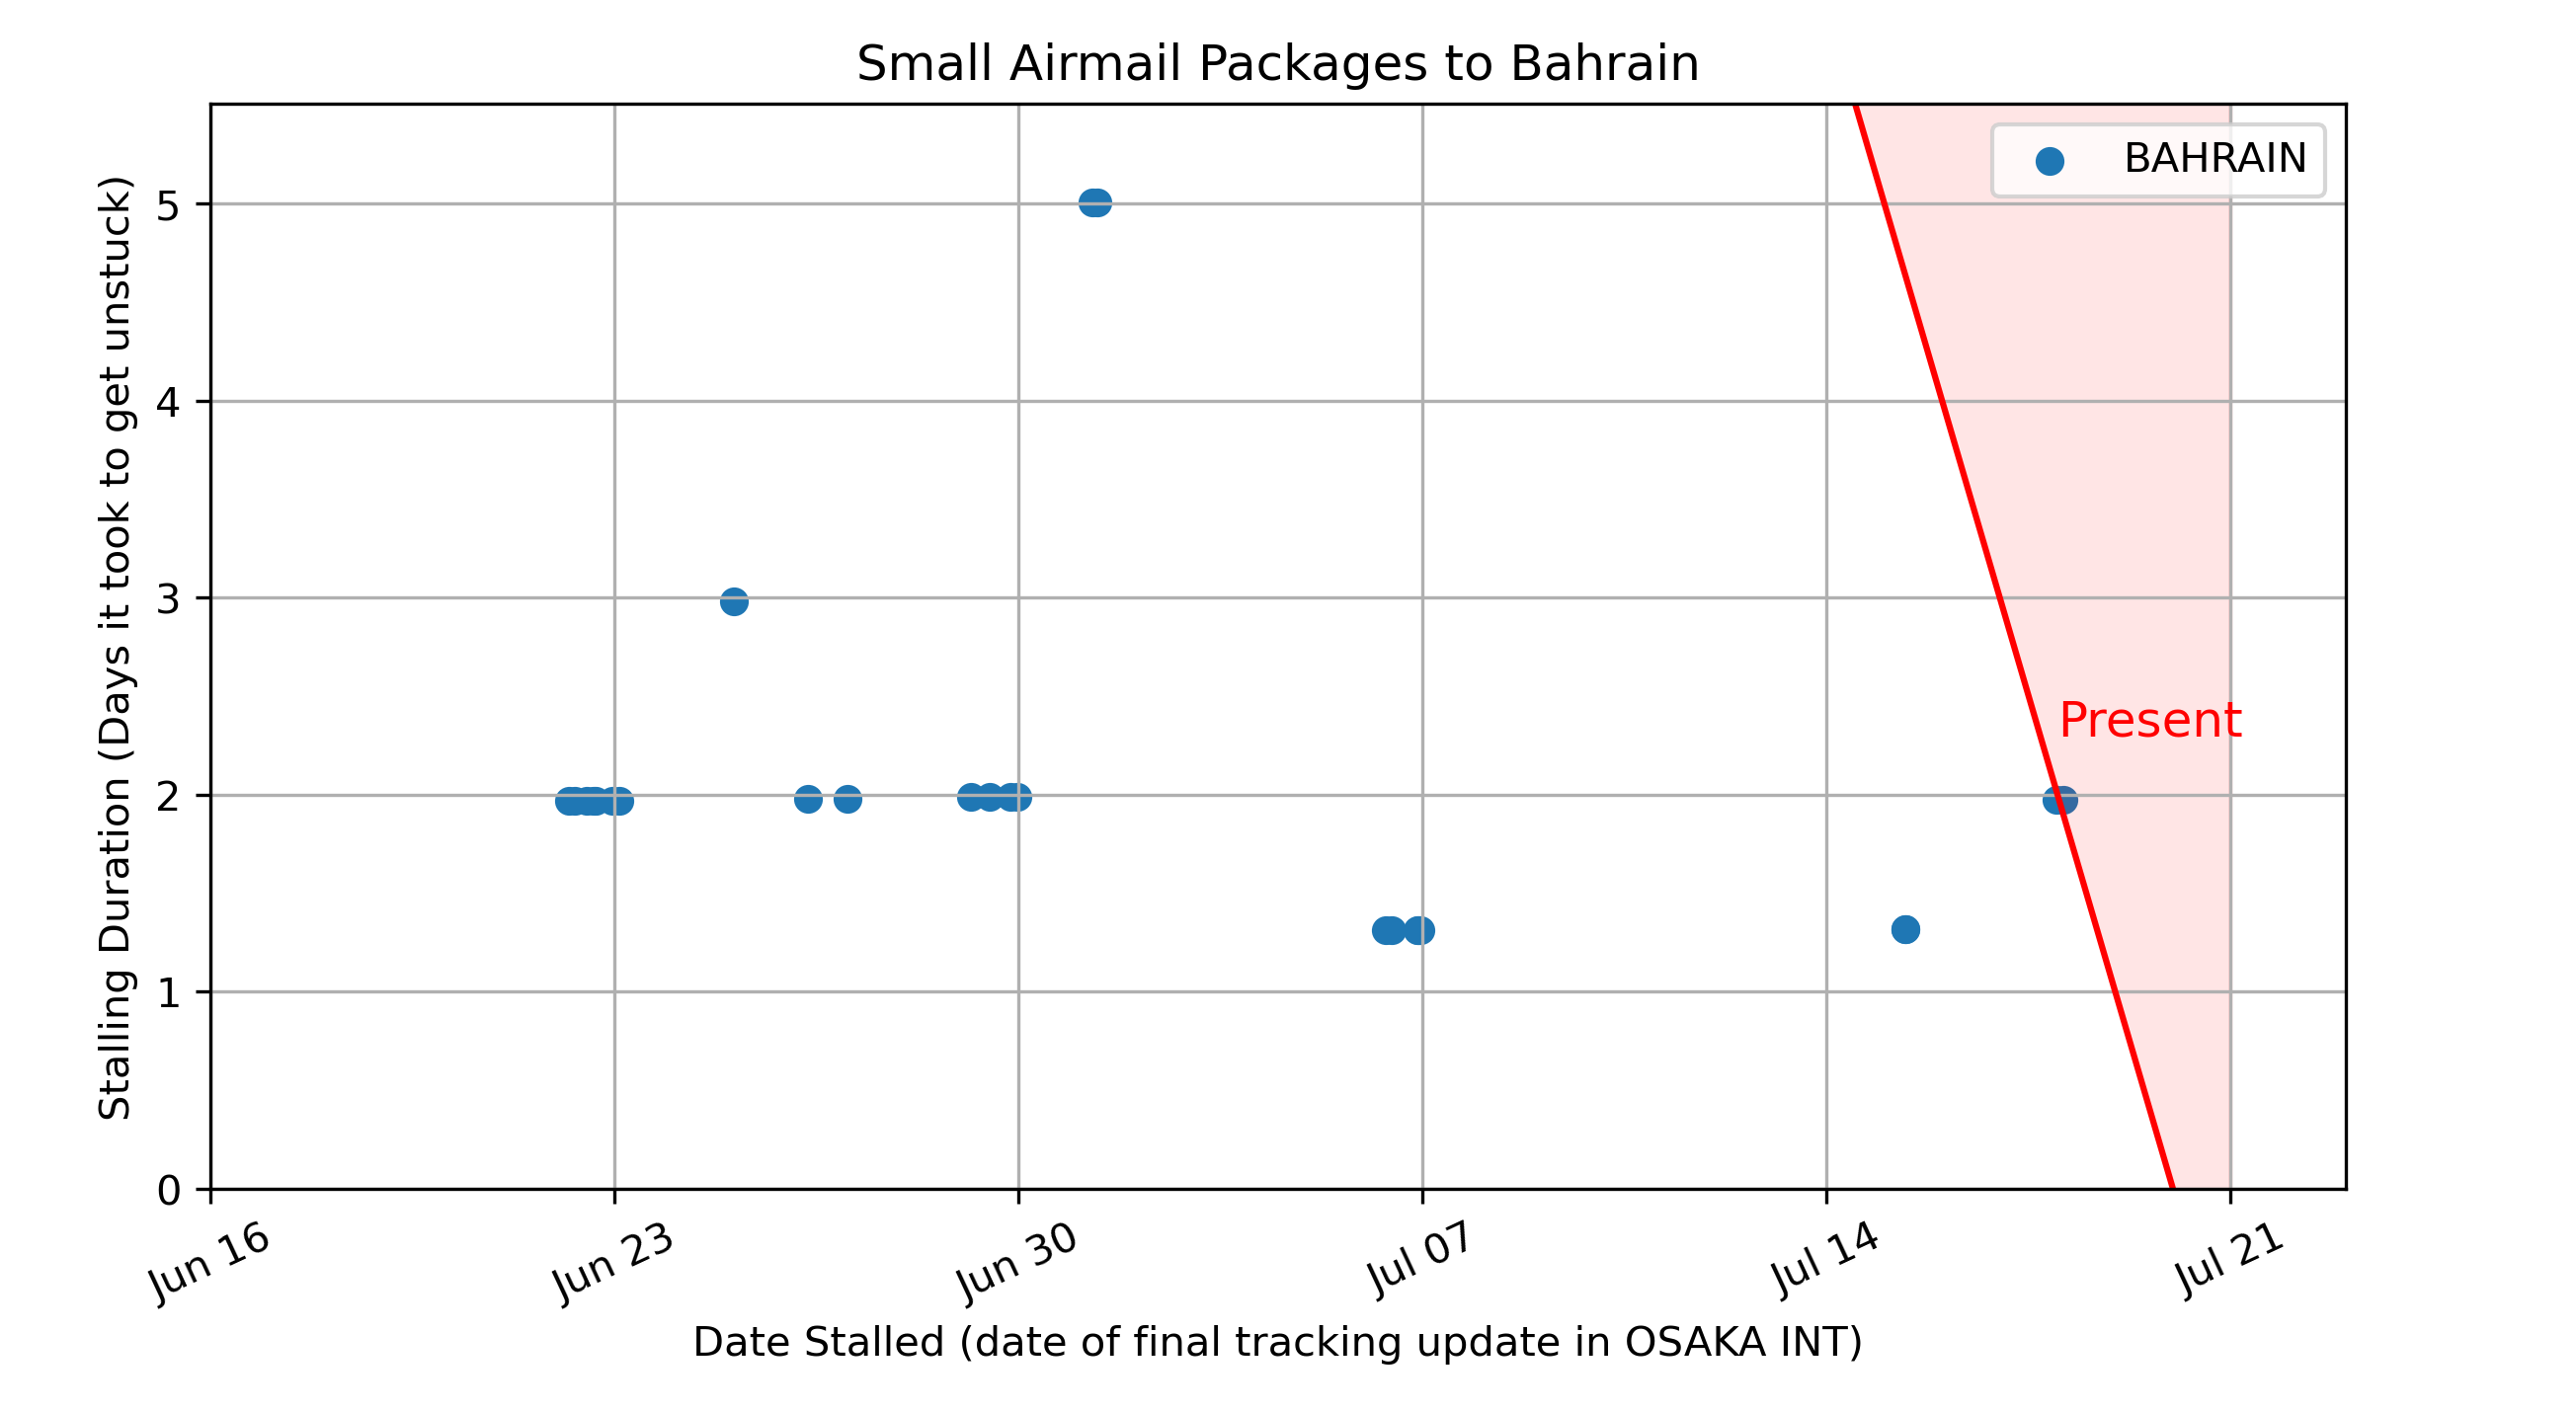 Small Airmail Packages to Bahrain
BAHRAIN
Stalling Duration (Days it took to get unstuck)
5
4
3
2
1
0
Present
Jun 16
Jun 23
Jun 30
Jul 07
Jul 14
Jul 21
Date Stalled (date of final tracking update in OSAKA INT)